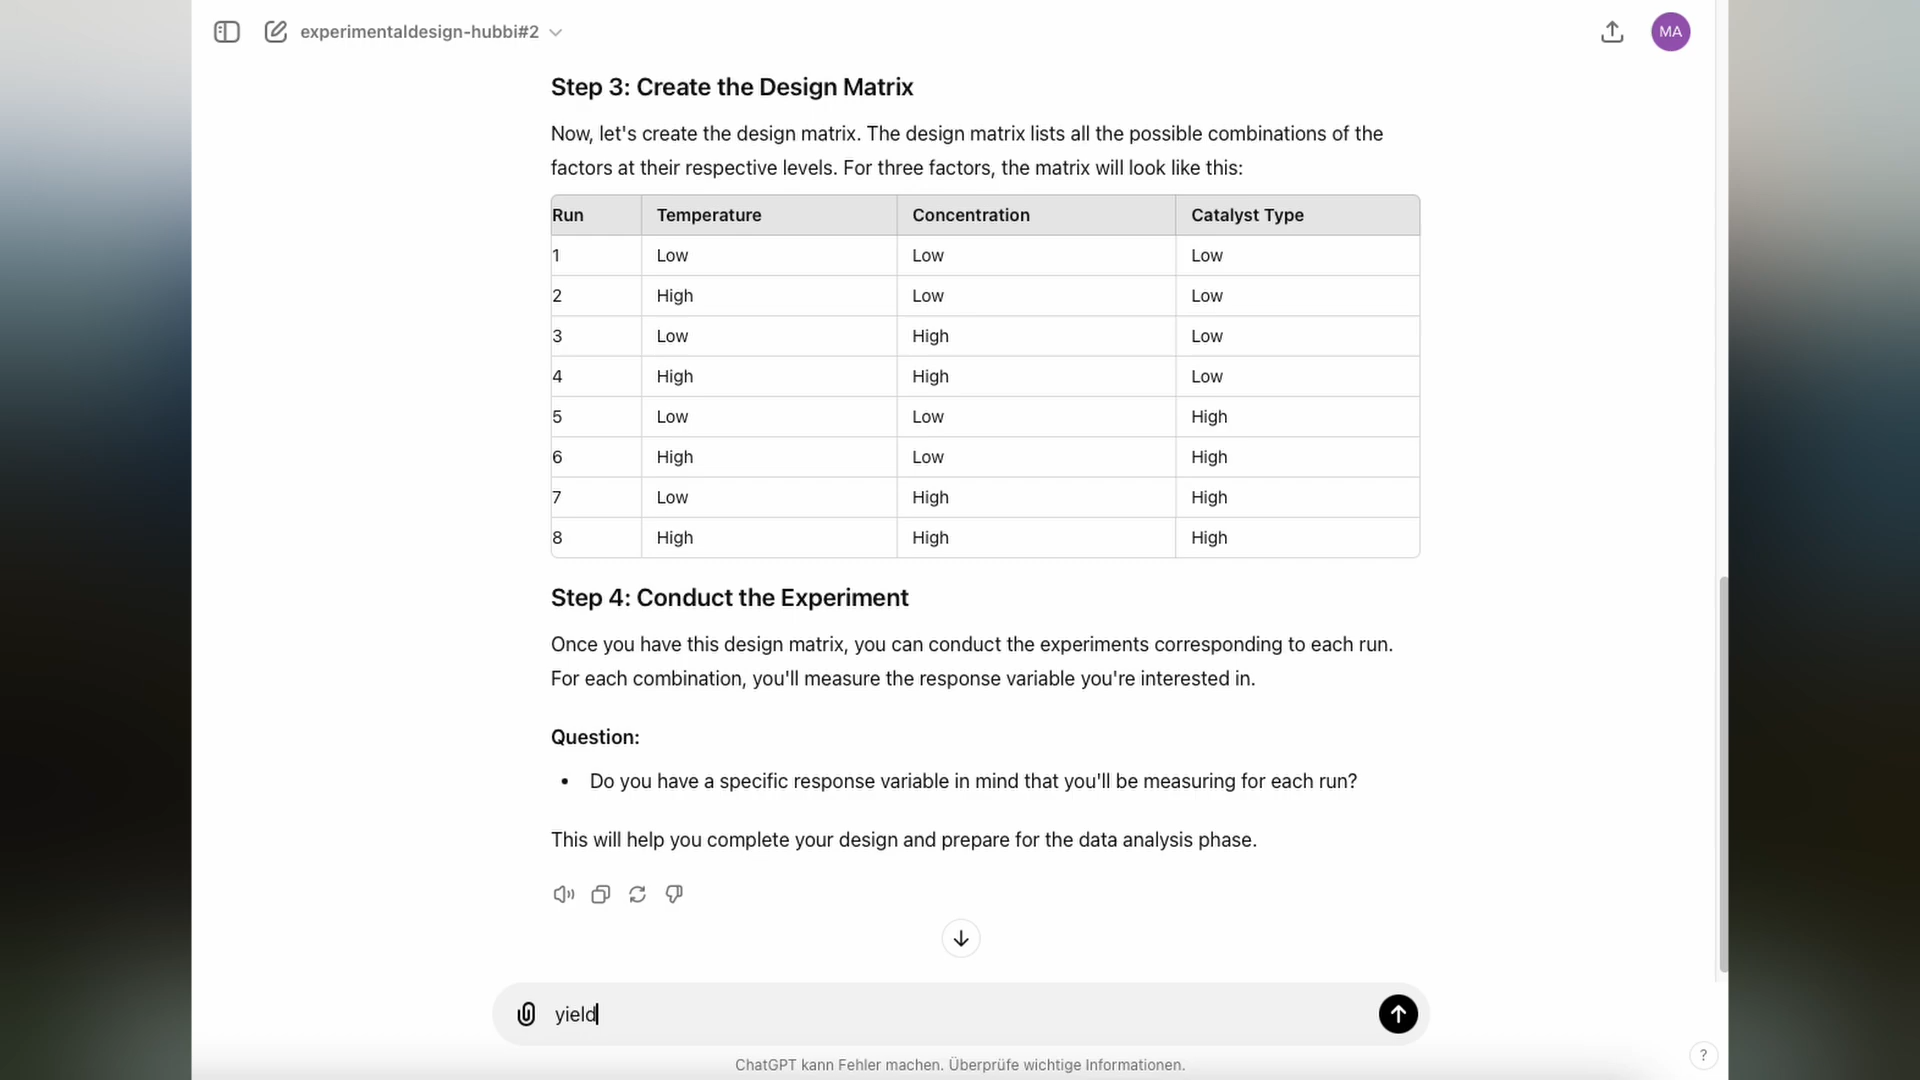 experimentaldesign-hubbi#2
MA
Step 3: Create the Design Matrix
Now, let's create the design matrix. The design matrix lists all the possible combinations of the
factors at their respective levels. For three factors, the matrix will look like this:
Run Temperature Concentration Catalyst Type
1 Low Low Low
2 High Low Low
3 Low High Low
4 High High Low
5 Low Low High
6 High Low High
7 Low High High
8 High High High
Step 4: Conduct the Experiment
Once you have this design matrix, you can conduct the experiments corresponding to each run.
For each combination, you'll measure the response variable you're interested in.
Question:
• Do you have a specific response variable in mind that you'll be measuring for each run?
This will help you complete your design and prepare for the data analysis phase.
yield
ChatGPT kann Fehler machen. Überprüfe wichtige Informationen.
?